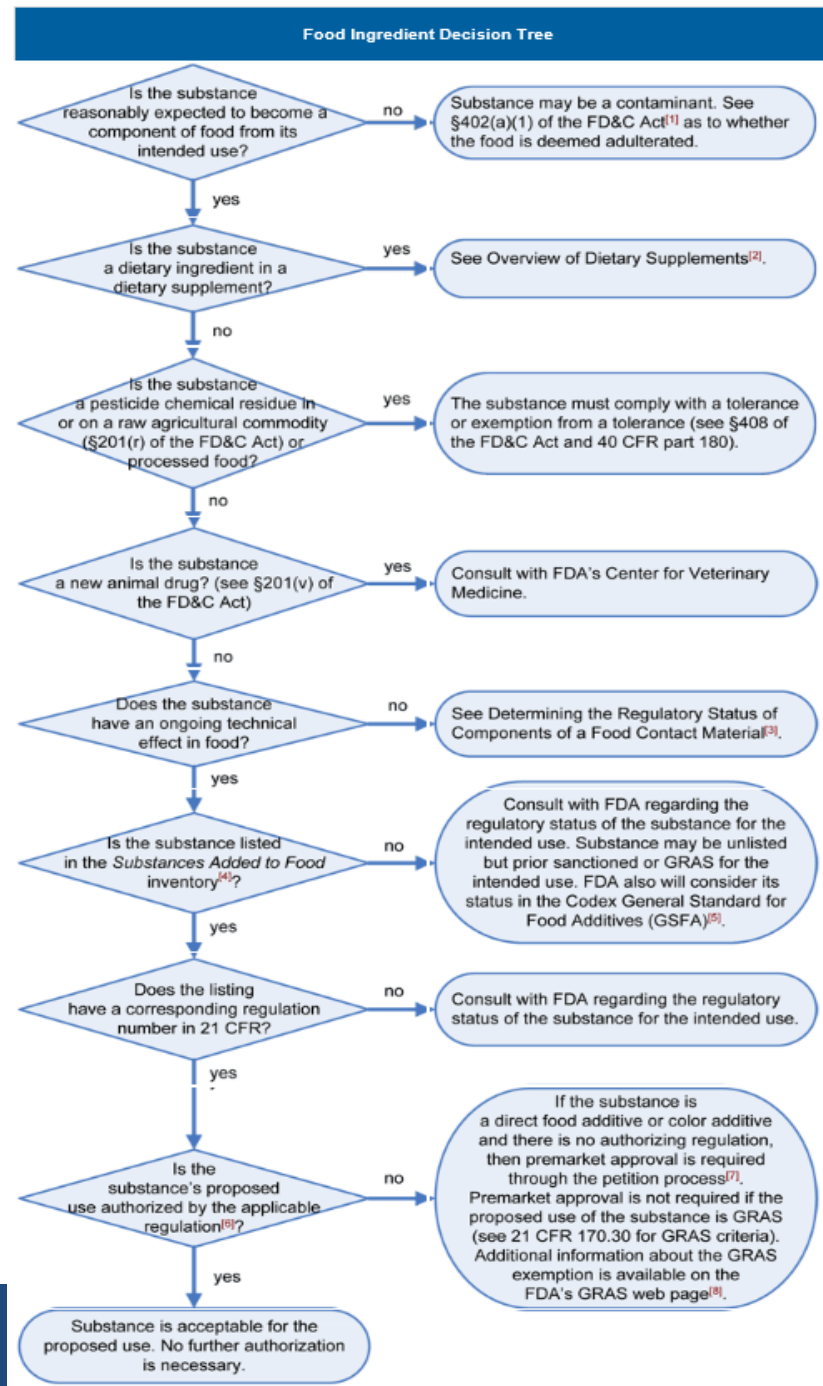 Food Ingredient Decision Tree
Is the substance
reasonably expected to become a
component of food from its
intended use?
no
Substance may be a contaminant. See
§402(a)(1) of the FD&C Act[1] as to whether
the food is deemed adulterated.
yes
Is the substance
a dietary ingredient in a
dietary supplement?
yes
See Overview of Dietary Supplements[2].
no
Is the substance
a pesticide chemical residue in
or on a raw agricultural commodity
(§201(r) of the FD&C Act) or
processed food?
yes
The substance must comply with a tolerance
or exemption from a tolerance (see §408 of
the FD&C Act and 40 CFR part 180).
no
Is the substance
a new animal drug? (see §201(v) of
the FD&C Act)
yes
Consult with FDA's Center for Veterinary
Medicine.
no
Does the substance
have an ongoing technical
effect in food?
no
See Determining the Regulatory Status of
Components of a Food Contact Material[3].
yes
Is the substance listed
in the Substances Added to Food
inventory[4]?
no
Consult with FDA regarding the
regulatory status of the substance for the
intended use. Substance may be unlisted
but prior sanctioned or GRAS for the
intended use. FDA also will consider its
status in the Codex General Standard for
Food Additives (GSFA)[5].
yes
Does the listing
have a corresponding regulation
number in 21 CFR?
no
Consult with FDA regarding the regulatory
status of the substance for the intended use.
yes
Is the
substance's proposed
use authorized by the applicable
regulation[6]?
no
If the substance is
a direct food additive or color additive
and there is no authorizing regulation,
then premarket approval is required
through the petition process[7].
Premarket approval is not required if the
proposed use of the substance is GRAS
(see 21 CFR 170.30 for GRAS criteria).
Additional information about the GRAS
exemption is available on the
FDA's GRAS web page[8].
yes
Substance is acceptable for the
proposed use. No further authorization
is necessary.